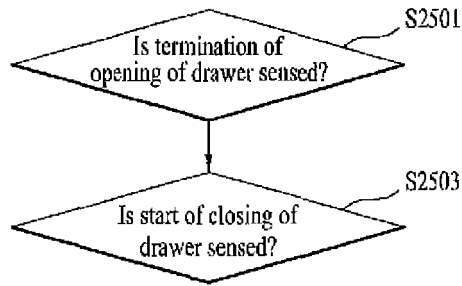 S2501
Is termination of
opening of drawer sensed?
S2503
Is start of closing of
drawer sensed?